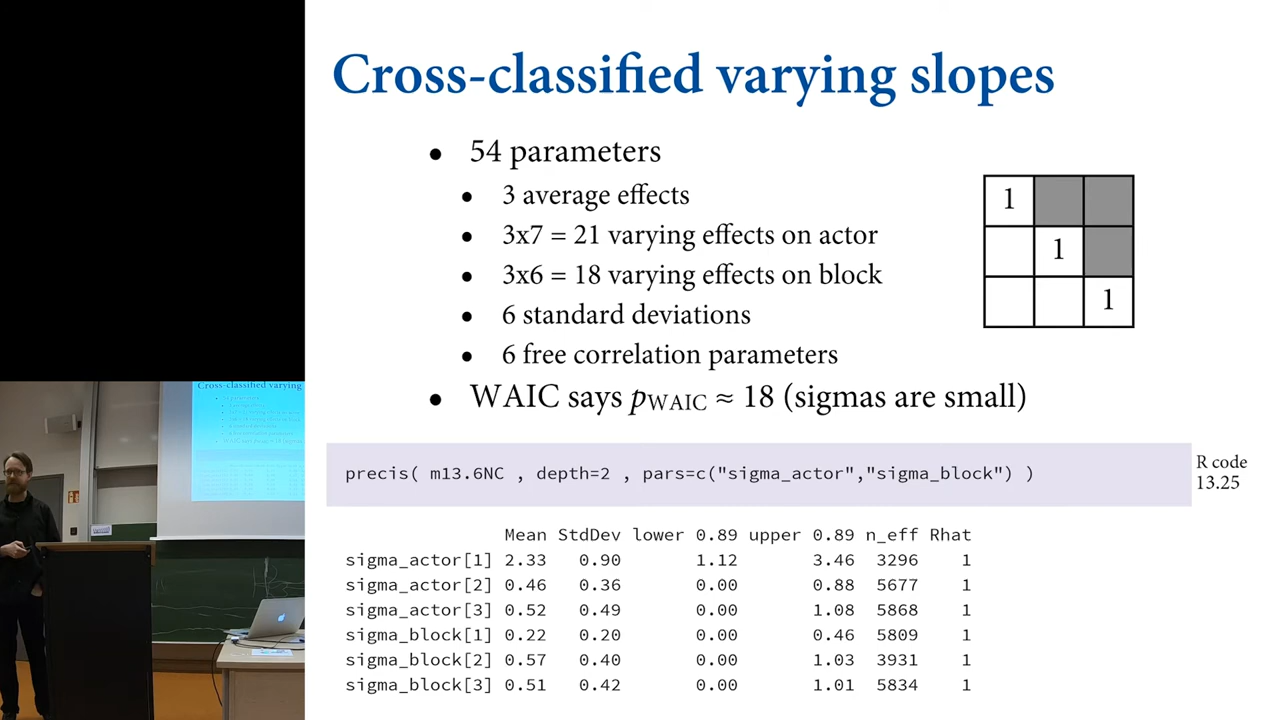 Cross-classified varying slopes
• 54 parameters
• 3 average effects
• 3x7 = 21 varying effects on actor
• 3x6 = 18 varying effects on block
• 6 standard deviations
• 6 free correlation parameters
• WAIC says pWAIC ≈ 18 (sigmas are small)
1
1
1
precis( m13.6NC , depth=2 , pars=c("sigma_actor","sigma_block") )
R code
13.25
Mean StdDev lower 0.89 upper 0.89 n_eff Rhat
sigma_actor[1] 2.33 0.90 1.12 3.46 3296 1
sigma_actor[2] 0.46 0.36 0.00 0.88 5677 1
sigma_actor[3] 0.52 0.49 0.00 1.08 5868 1
sigma_block[1] 0.22 0.20 0.00 0.46 5809 1
sigma_block[2] 0.57 0.40 0.00 1.03 3931 1
sigma_block[3] 0.51 0.42 0.00 1.01 5834 1
Cross-classified varying